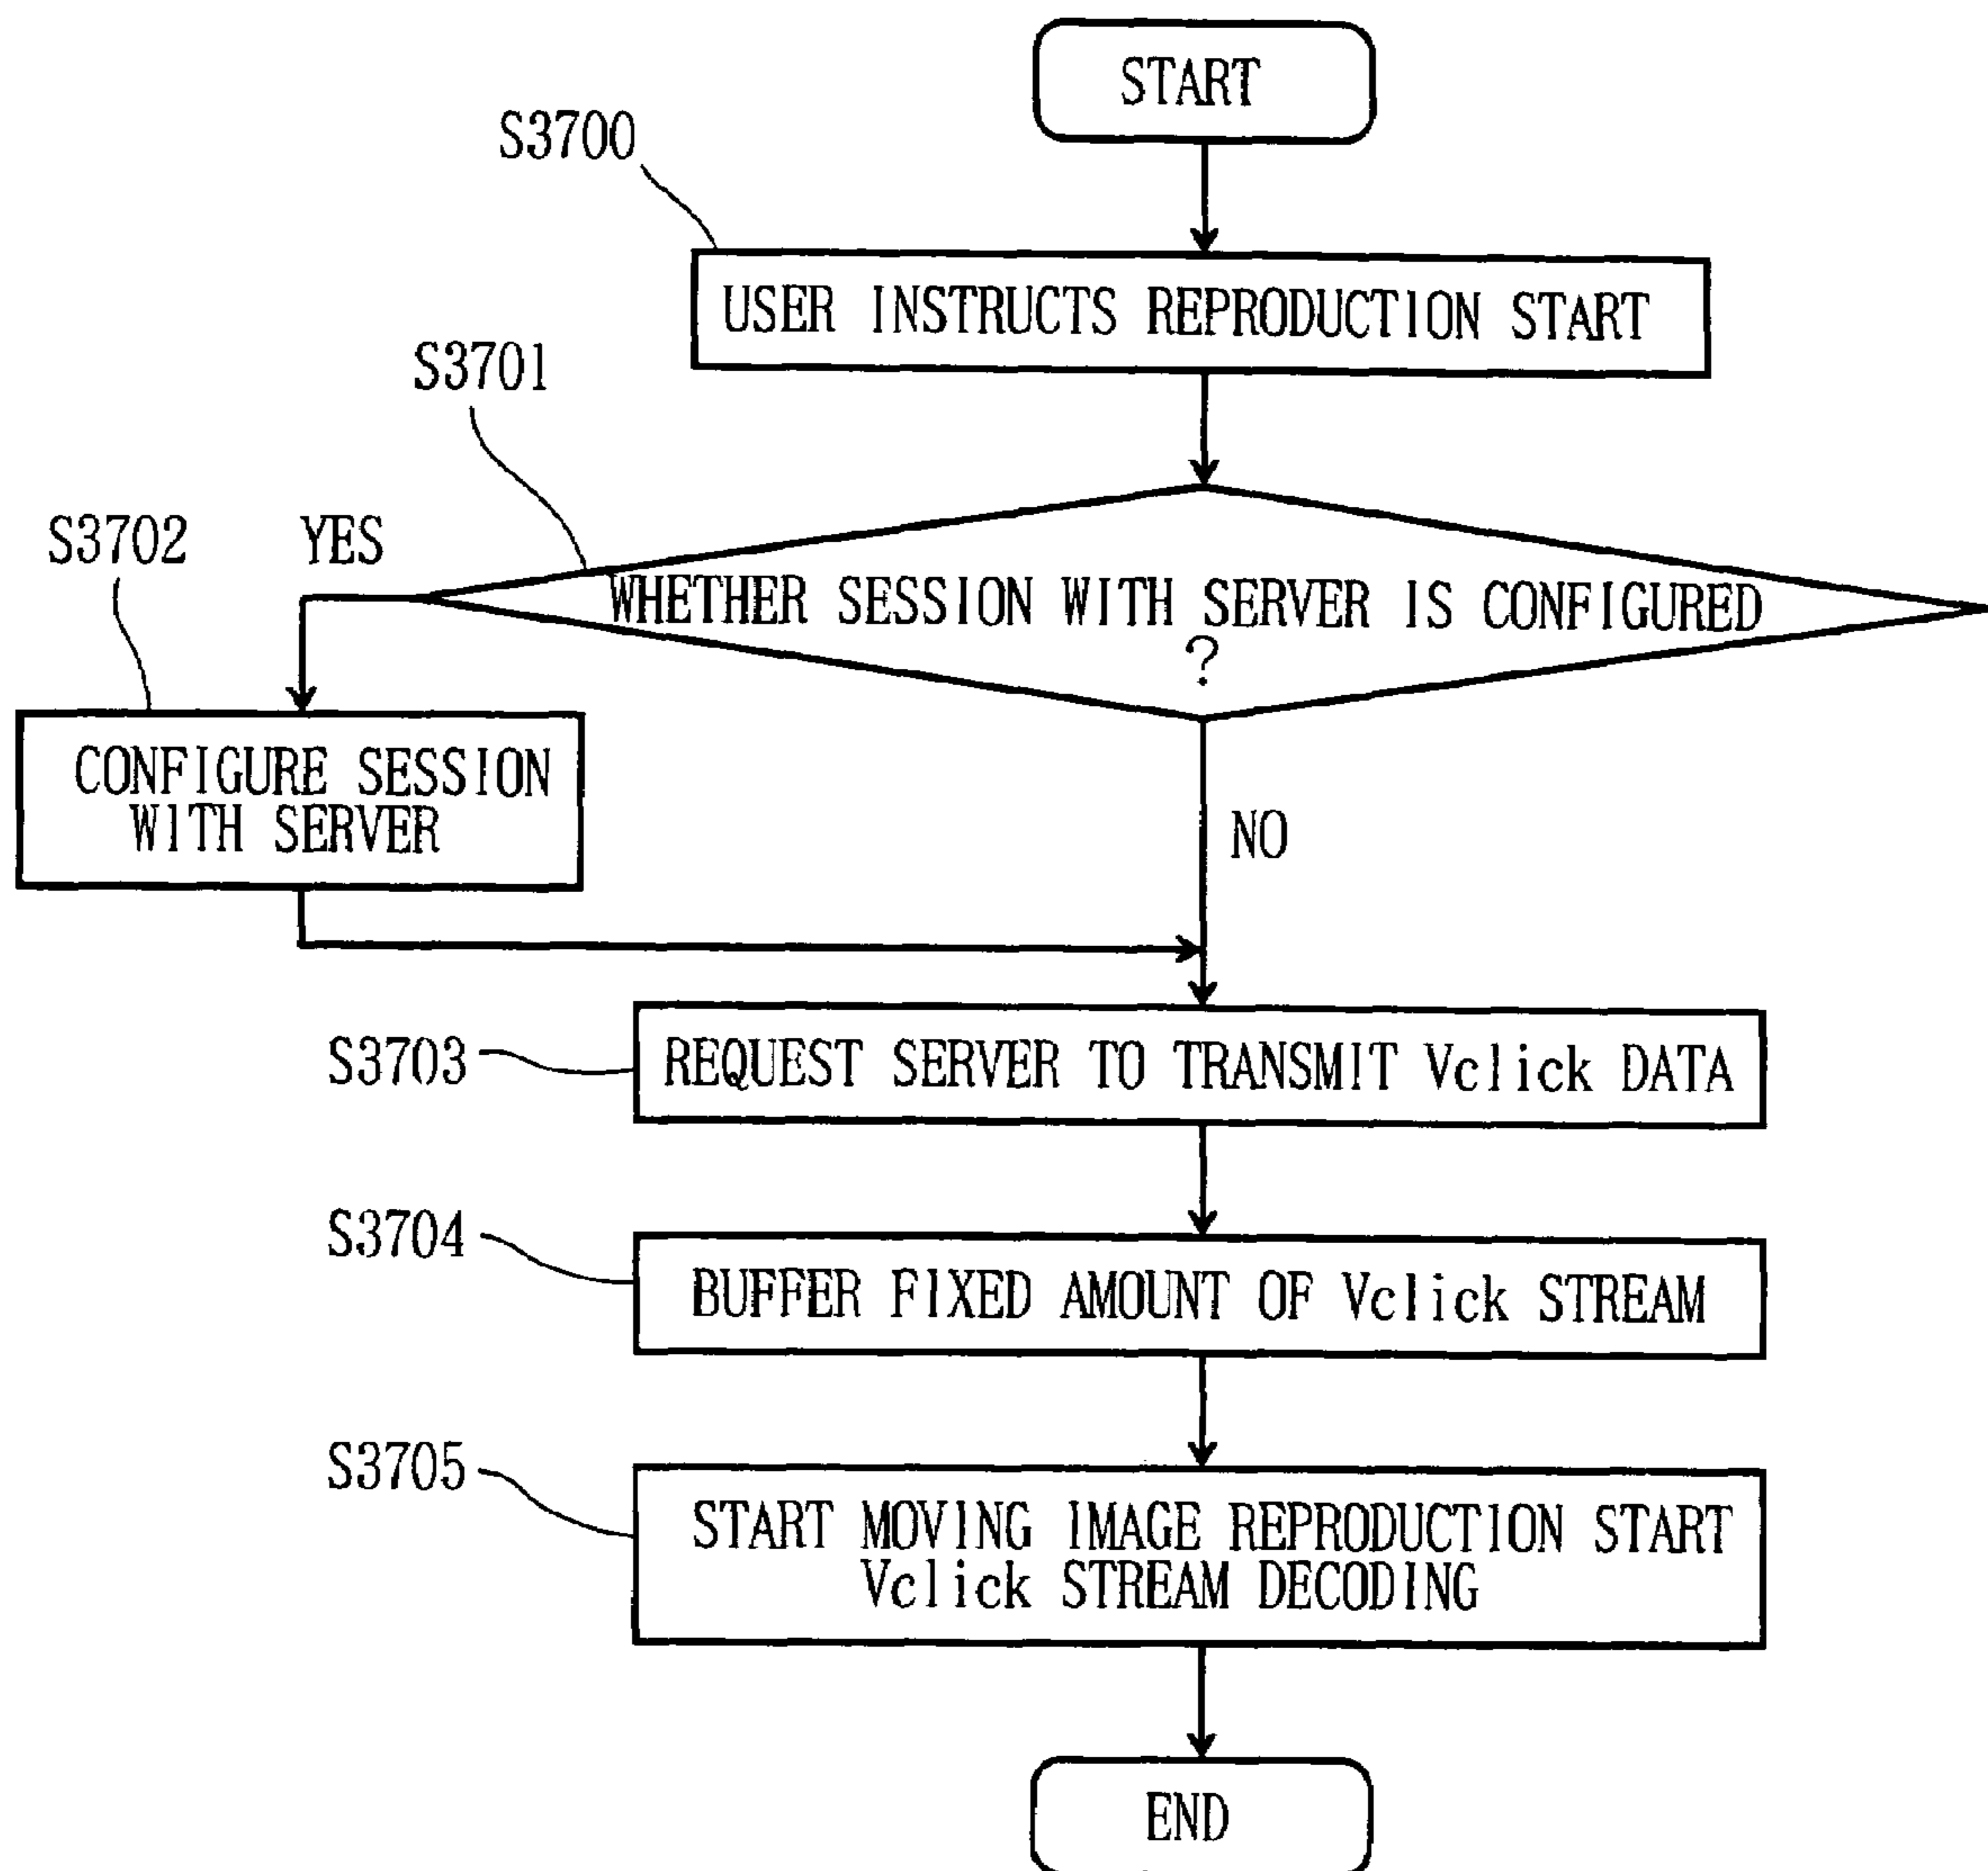 START
S3700
USER INSTRUCTS REPRODUCTION START
S3701
S3702
YES
WHETHER SESSION WITH SERVER IS CONFIGURED
?
CONFIGURE SESSION
WITH SERVER
NO
S3703
REQUEST SERVER TO TRANSMIT Vclick DATA
S3704
BUFFER FIXED AMOUNT OF Vclick STREAM
S3705
START MOVING IMAGE REPRODUCTION START
Vclick STREAM DECODING
END